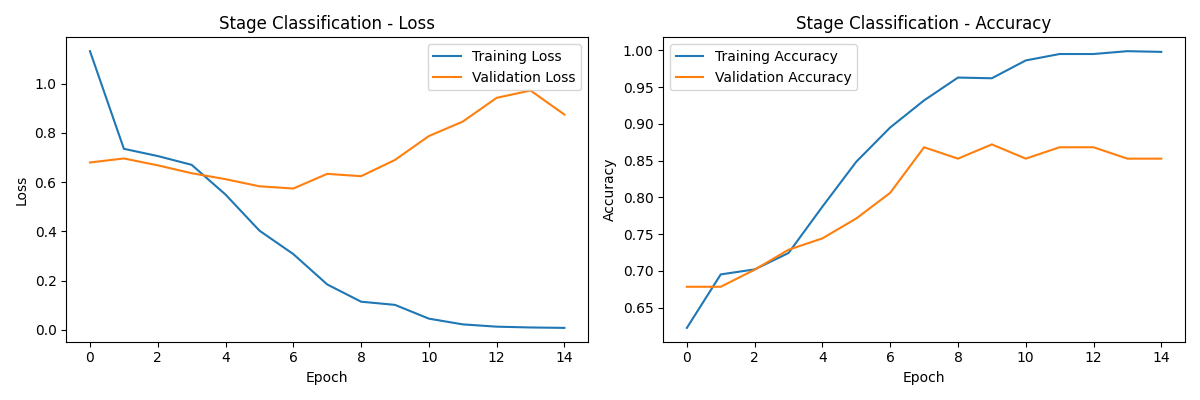 Stage Classification - Loss
Training Loss
Validation Loss
1.0
0.8
0.6
0.4
0.2
0.0
Loss
0 2 4 6 8 10 12 14
Epoch
Stage Classification - Accuracy
Training Accuracy
Validation Accuracy
1.00
0.95
0.90
0.85
0.80
0.75
0.70
0.65
Accuracy
0 2 4 6 8 10 12 14
Epoch